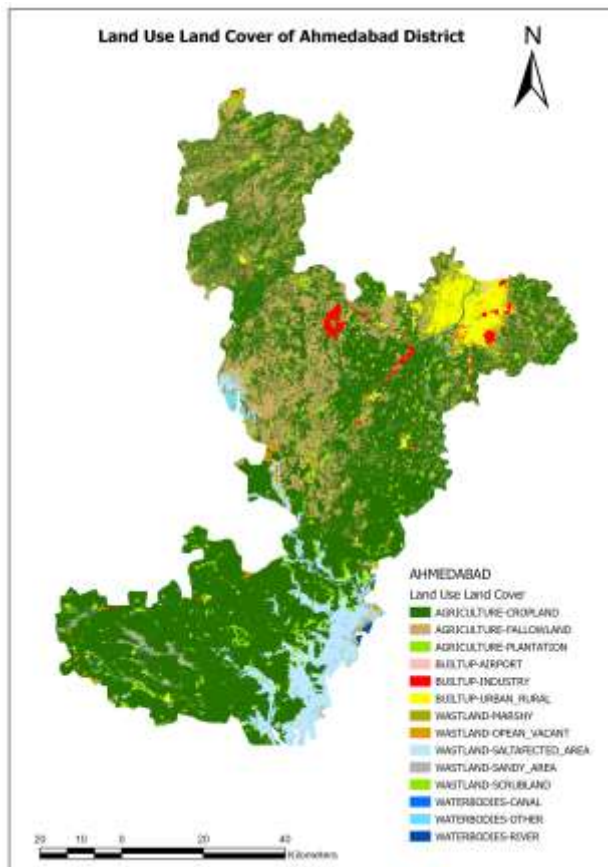 Land Use Land Cover of Ahmedabad District
N
AHMEDABAD
Land Use Land Cover
AGRICULTURE-CROPLAND
AGRICULTURE-FALLOWLAND
AGRICULTURE-PLANTATION
BUILTUP-AIRPORT
BUILTUP-INDUSTRY
BUILTUP-URBAN_RURAL
WASTLAND-MARSHY
WASTLAND-OPEAN_VACANT
WASTLAND-SALTAFECTED_AREA
WASTLAND-SANDY_AREA
WASTLAND-SCRUBLAND
WATERBODIES-CANAL
WATERBODIES-OTHER
WATERBODIES-RIVER
20 10 0 20 40
Kilometers